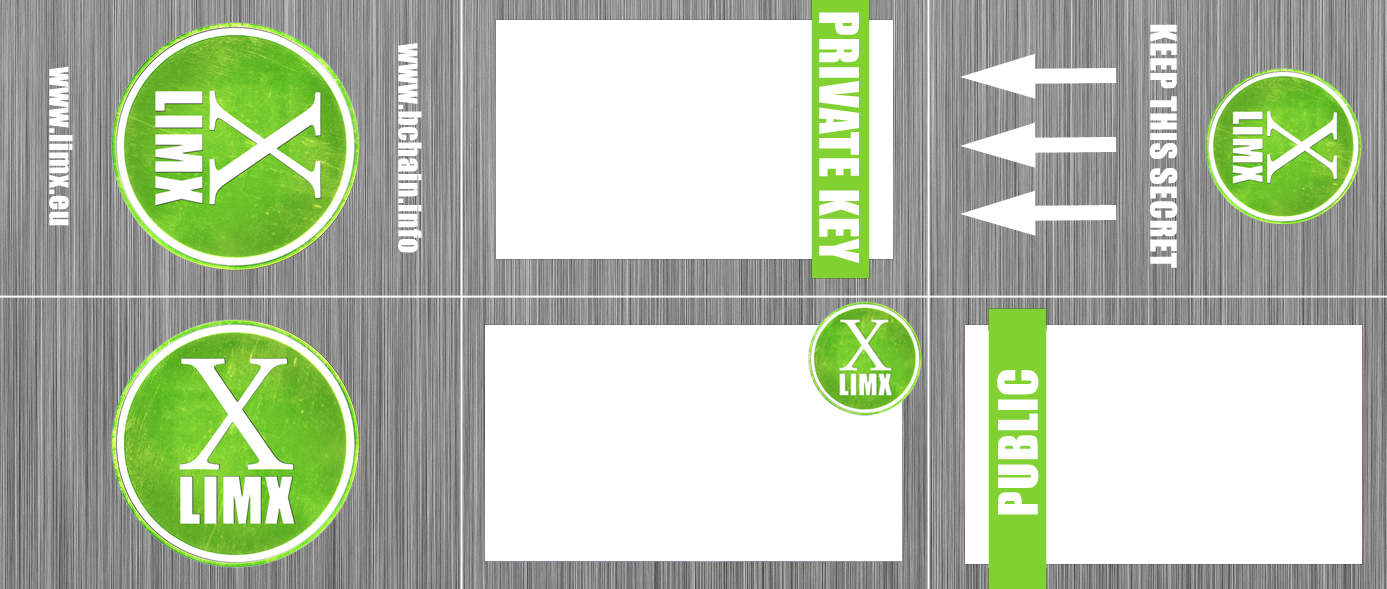 www.limx.eu
X
LIMX
www.bchain.info
PRIVATE KEY
KEEP THIS SECRET
X
LIMX
X
LIMX
X
LIMX
PUBLIC